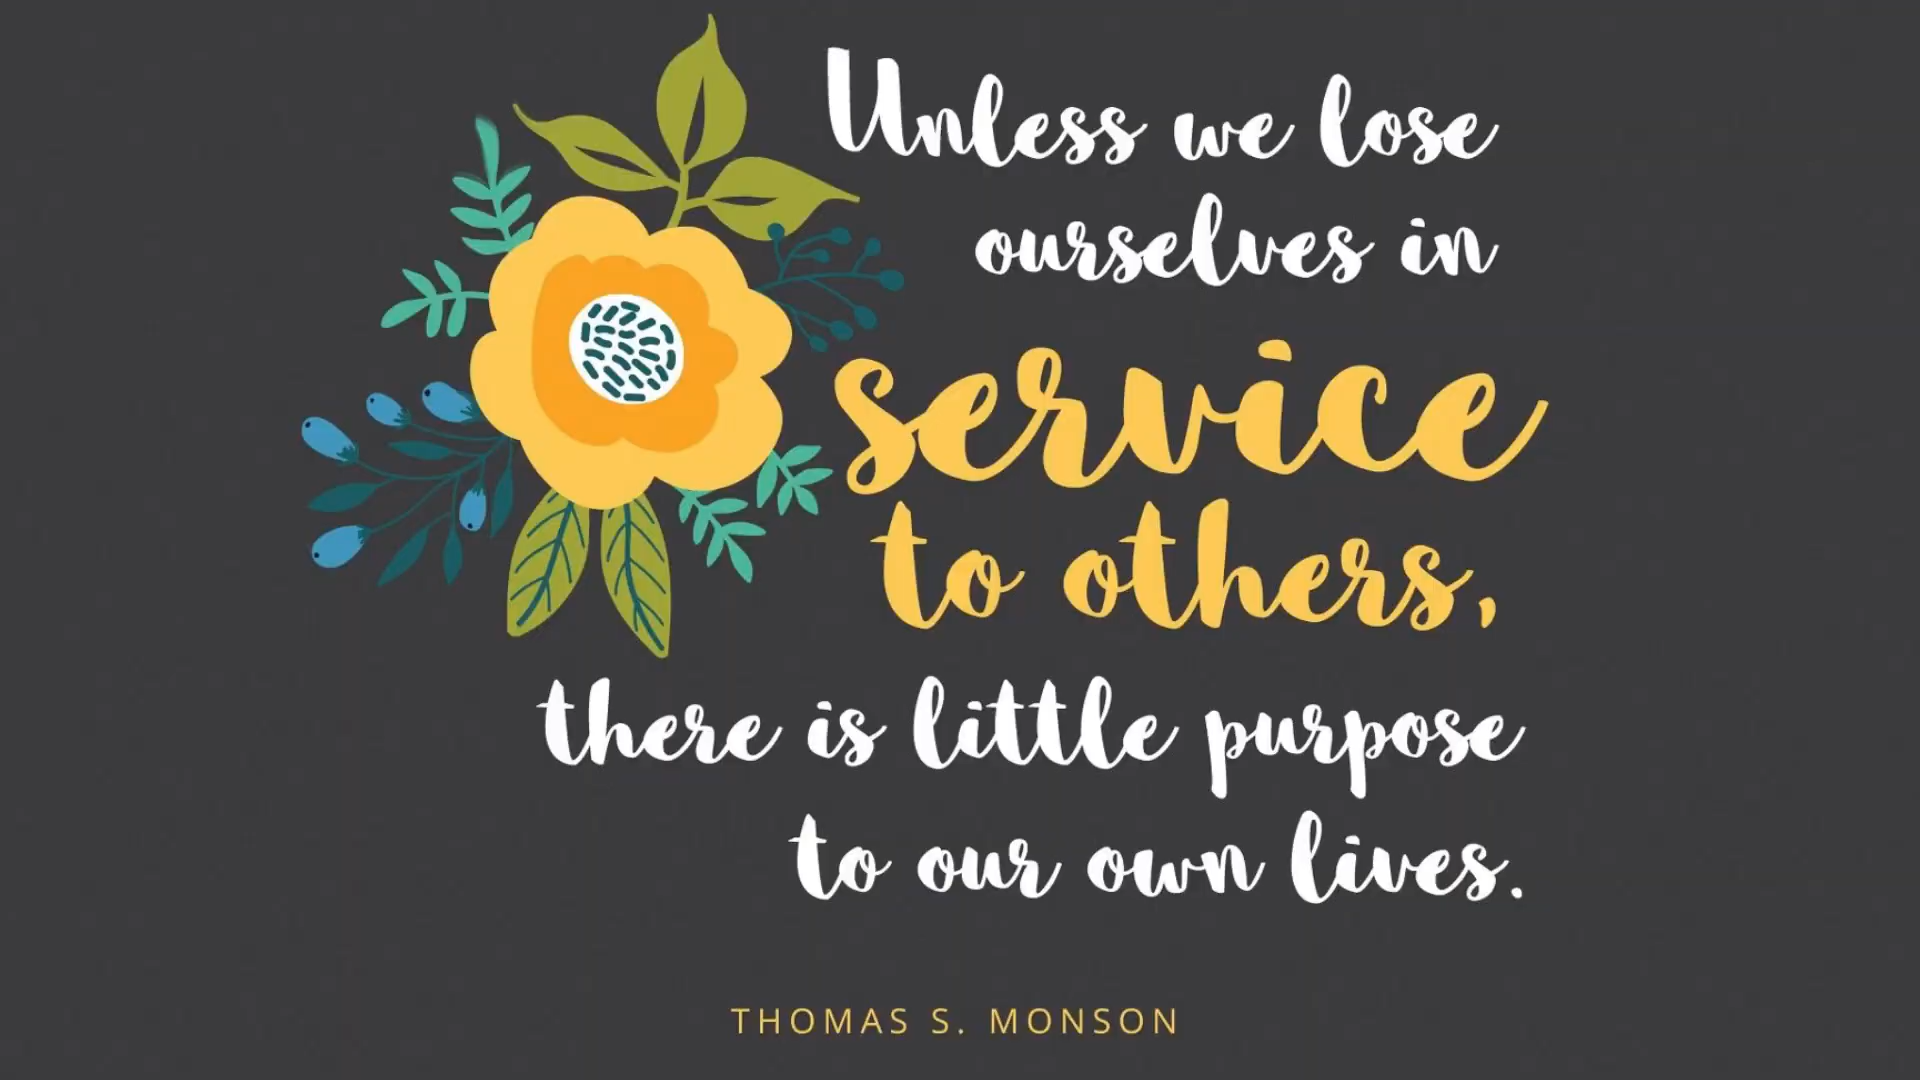 Unless we lose
ourselves in
service
to others,
there is little purpose
to our own lives.
THOMAS S. MONSON